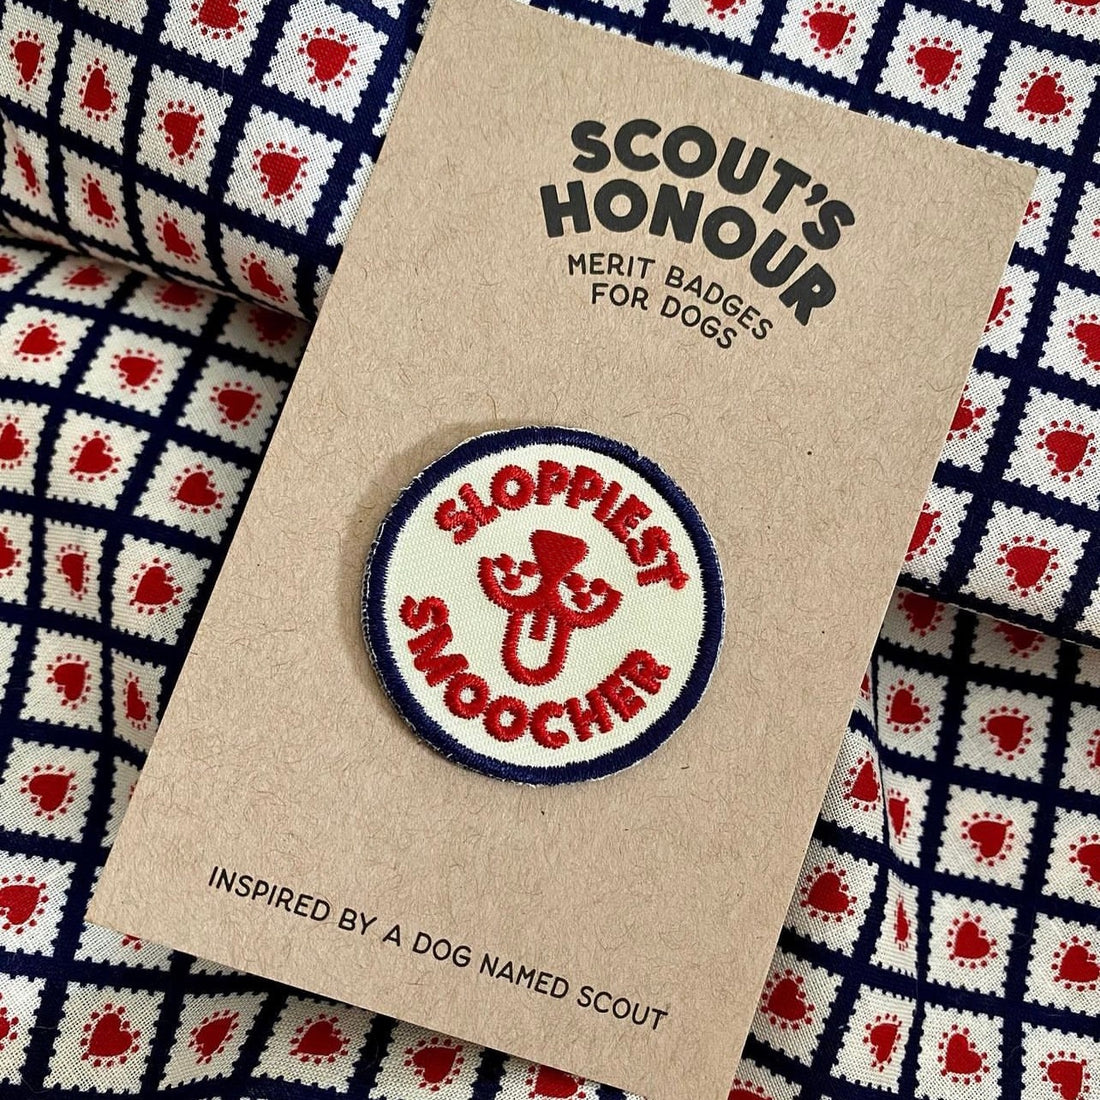 SCOUT'S
HONOUR
MERIT BADGES
FOR DOGS
SLOPPIEST
SMOOCHER
INSPIRED BY A DOG NAMED SCOUT